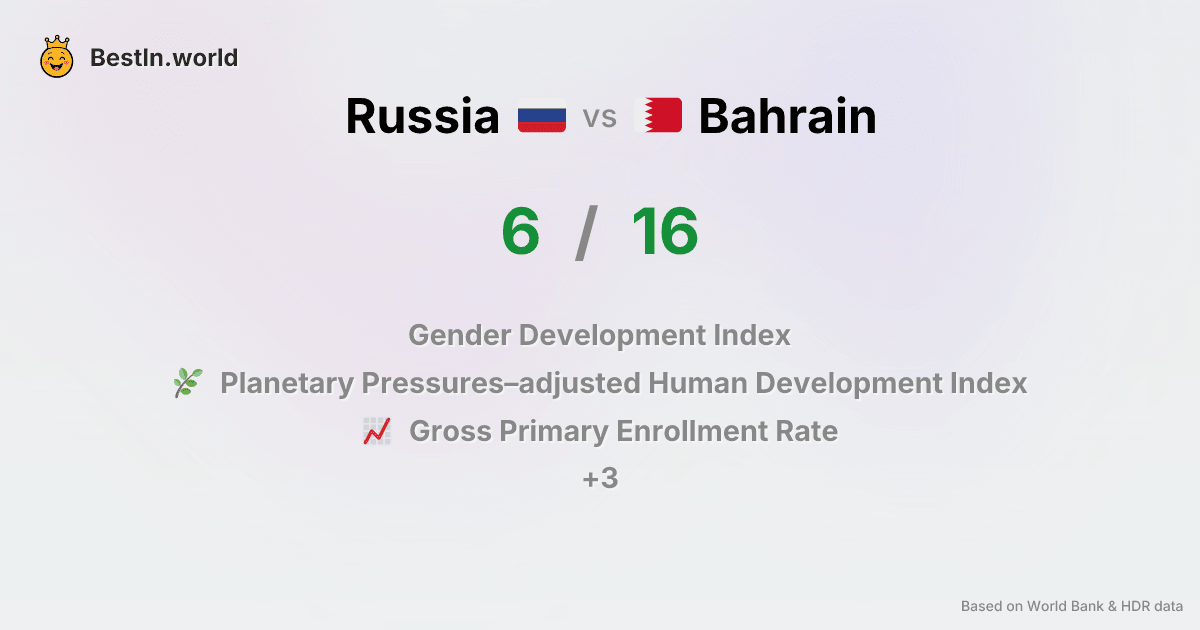 BestIn.world
Russia vs Bahrain
6 / 16
Gender Development Index
Planetary Pressures–adjusted Human Development Index
Gross Primary Enrollment Rate
+3
Based on World Bank & HDR data